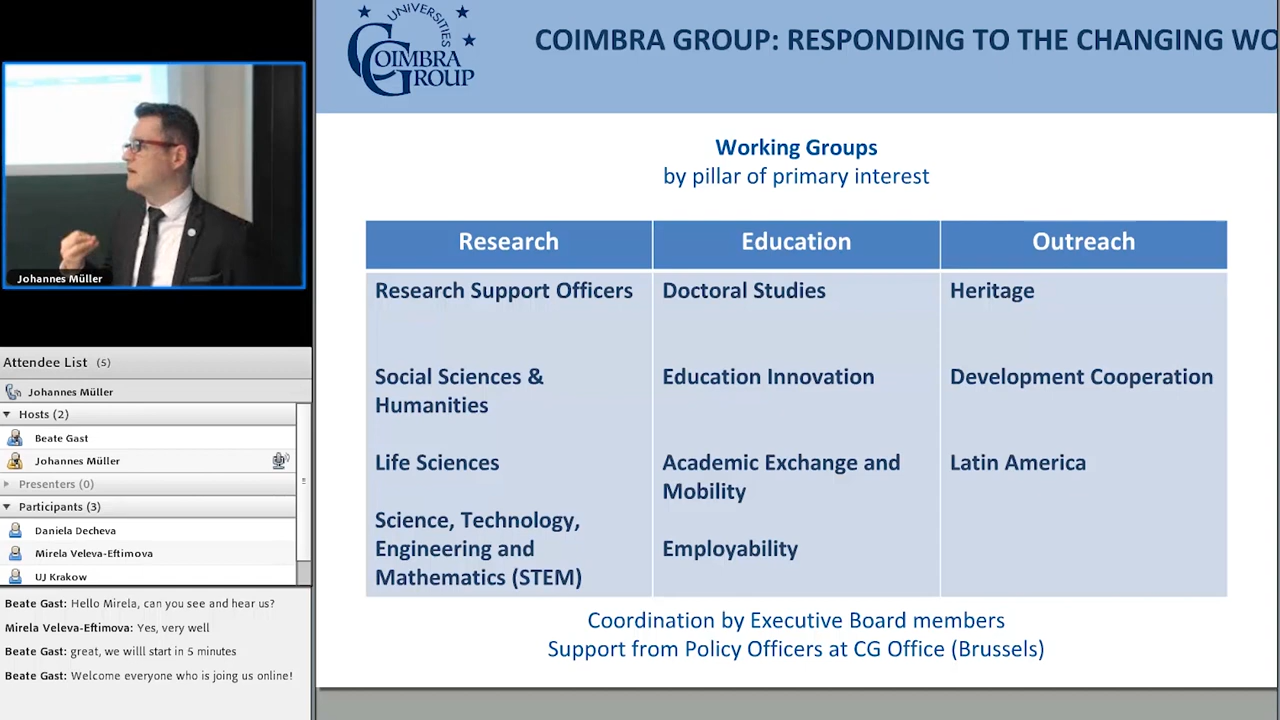 UNIVERSITIES
COIMBRA
GROUP
COIMBRA GROUP: RESPONDING TO THE CHANGING WO
Johannes Müller
Attendee List (5)
Johannes Müller
Hosts (2)
Beate Gast
Johannes Müller
Presenters (0)
Participants (3)
Daniela Decheva
Mirela Veleva-Eftimova
UJ Krakow
Beate Gast: Hello Mirela, can you see and hear us?
Mirela Veleva-Eftimova: Yes, very well
Beate Gast: great, we willl start in 5 minutes
Beate Gast: Welcome everyone who is joing us online!
Working Groups
by pillar of primary interest
Research
Education
Outreach
Research Support Officers
Doctoral Studies
Heritage
Social Sciences &
Humanities
Education Innovation
Development Cooperation
Life Sciences
Academic Exchange and
Mobility
Latin America
Science, Technology,
Engineering and
Mathematics (STEM)
Employability
Coordination by Executive Board members
Support from Policy Officers at CG Office (Brussels)